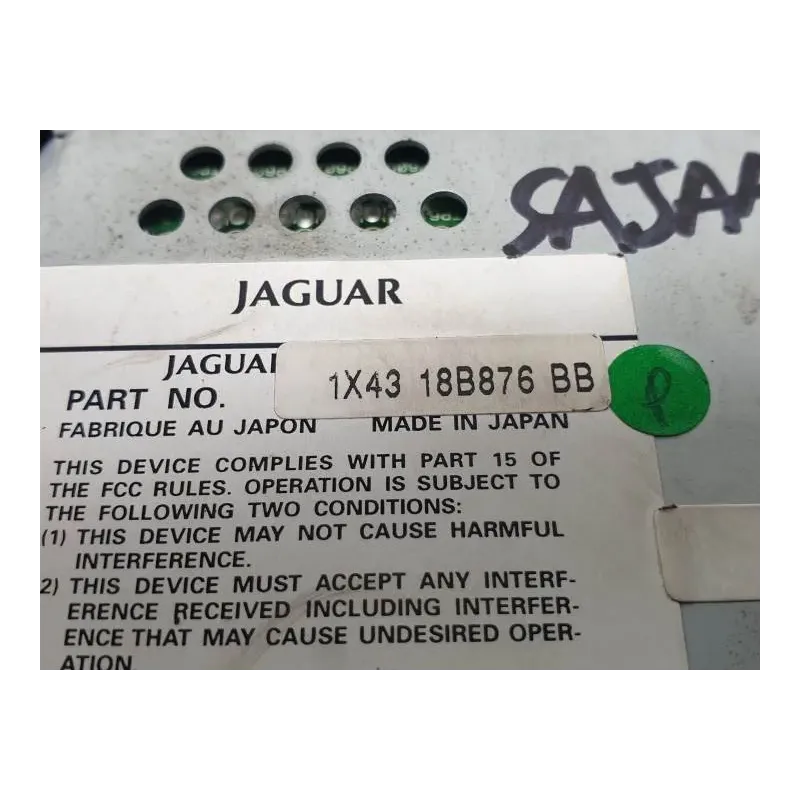 SAJAA
JAGUAR
JAGUAR
PART NO. 1X43 18B876 BB
FABRIQUE AU JAPON MADE IN JAPAN
THIS DEVICE COMPLIES WITH PART 15 OF
THE FCC RULES. OPERATION IS SUBJECT TO
THE FOLLOWING TWO CONDITIONS:
(1) THIS DEVICE MAY NOT CAUSE HARMFUL
INTERFERENCE.
2) THIS DEVICE MUST ACCEPT ANY INTERF-
ERENCE RECEIVED INCLUDING INTERFER-
ENCE THAT MAY CAUSE UNDESIRED OPER-
ATION